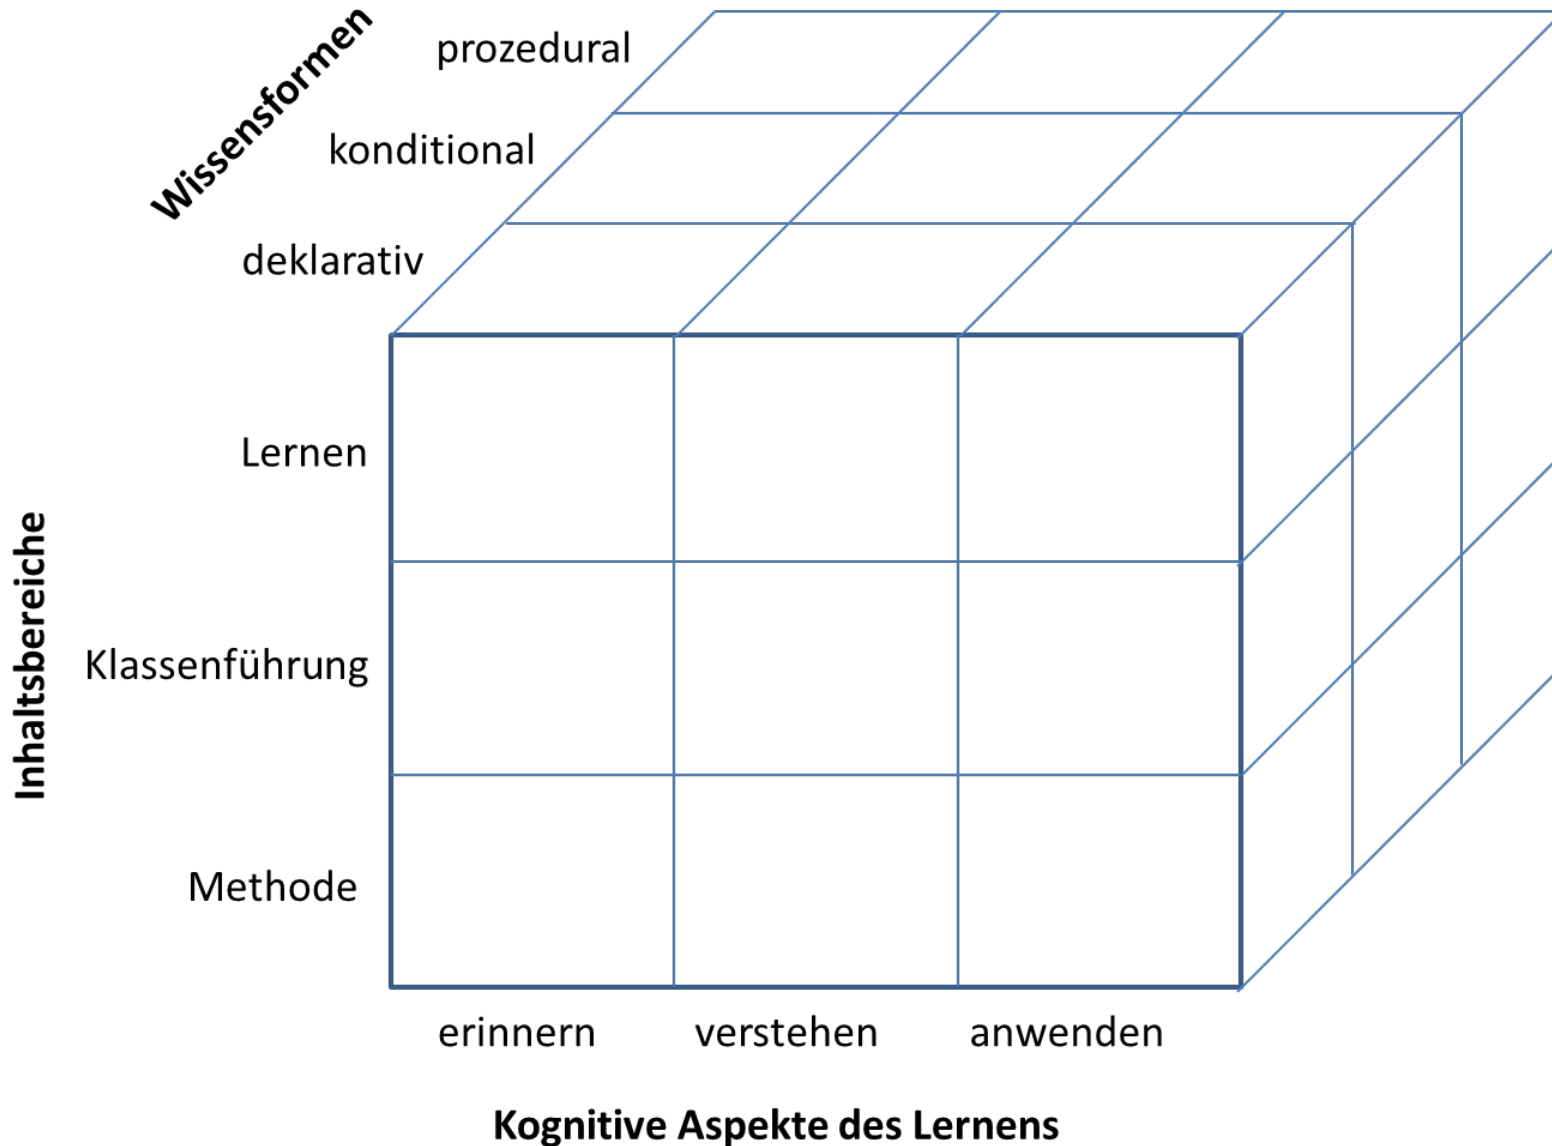 Wissensformen
prozedural
konditional
deklarativ
Inhaltsbereiche
Lernen
Klassenführung
Methode
erinnern verstehen anwenden
Kognitive Aspekte des Lernens